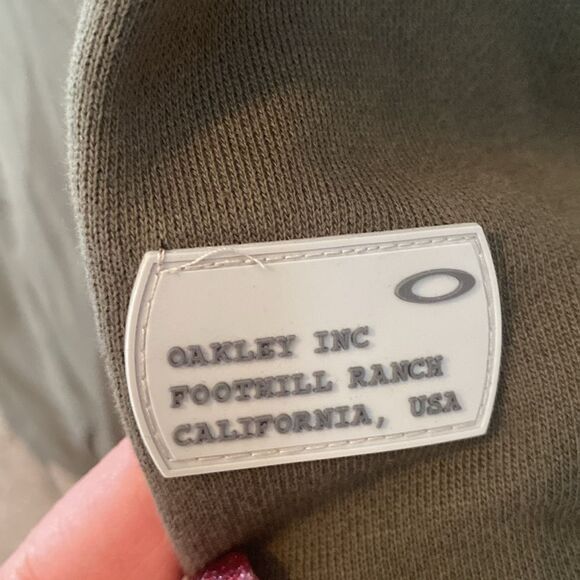 OAKLEY INC
FOOTHILL RANCH
CALIFORNIA, USA